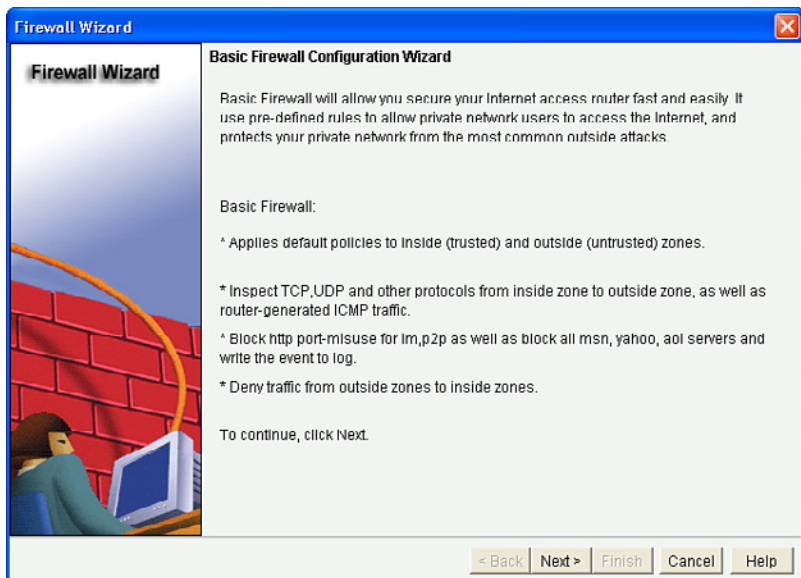 Firewall Wizard
Firewall Wizard
Basic Firewall Configuration Wizard
Basic Firewall will allow you secure your Internet access router fast and easily. It
use pre-defined rules to allow private network users to access the Internet, and
protects your private network from the most common outside attacks.
Basic Firewall:
* Applies default policies to inside (trusted) and outside (untrusted) zones.
* Inspect TCP,UDP and other protocols from inside zone to outside zone, as well as
router-generated ICMP traffic.
* Block http port-misuse for im,p2p as well as block all msn, yahoo, aol servers and
write the event to log.
* Deny traffic from outside zones to inside zones.
To continue, click Next.
< Back Next > Finish Cancel Help